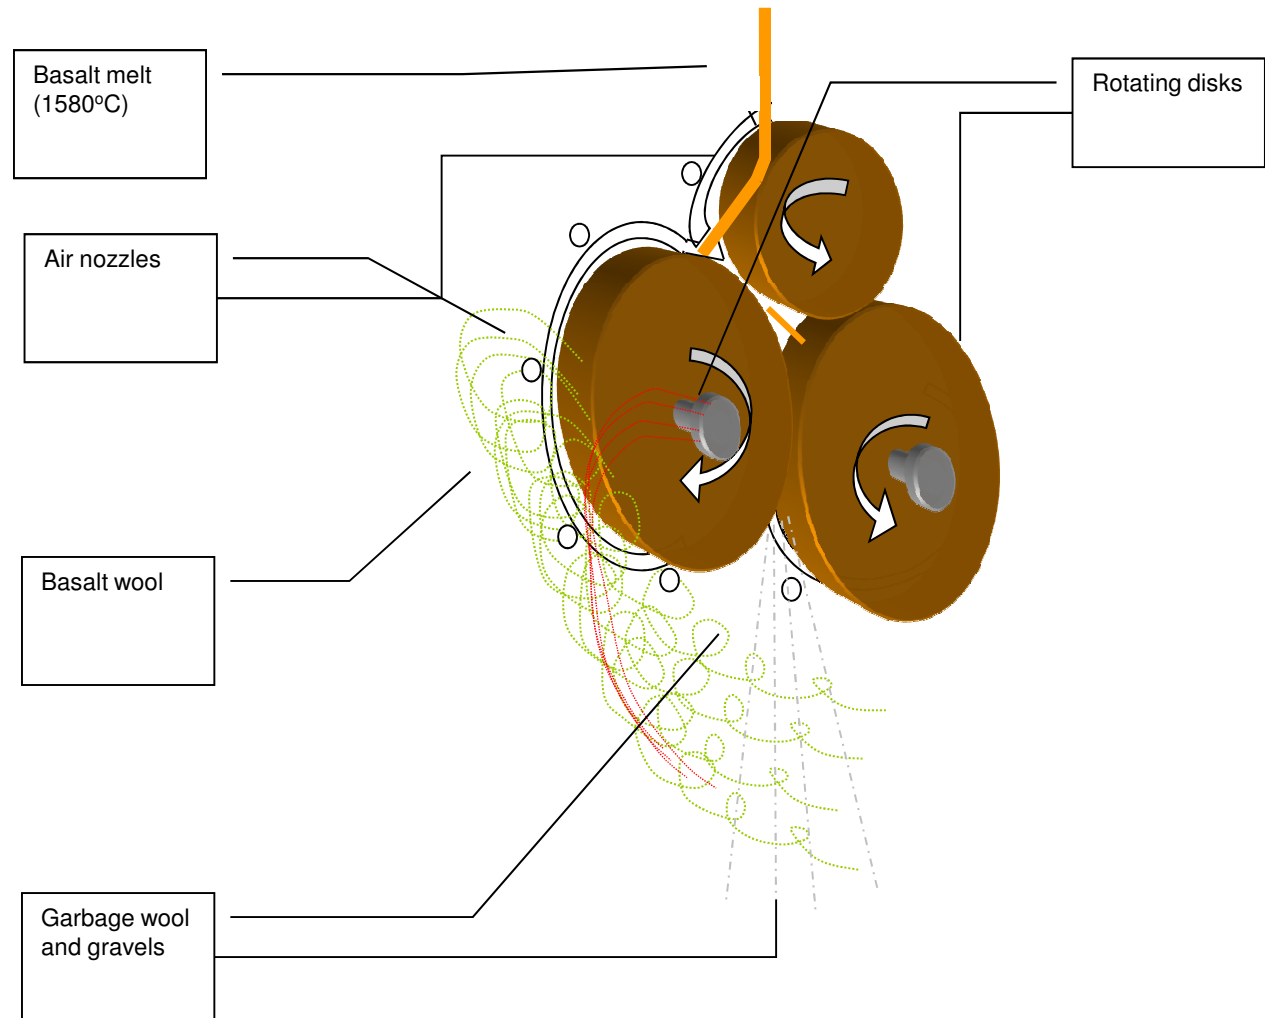 Basalt melt
(1580ºC)
Rotating disks
Air nozzles
Basalt wool
Garbage wool
and gravels